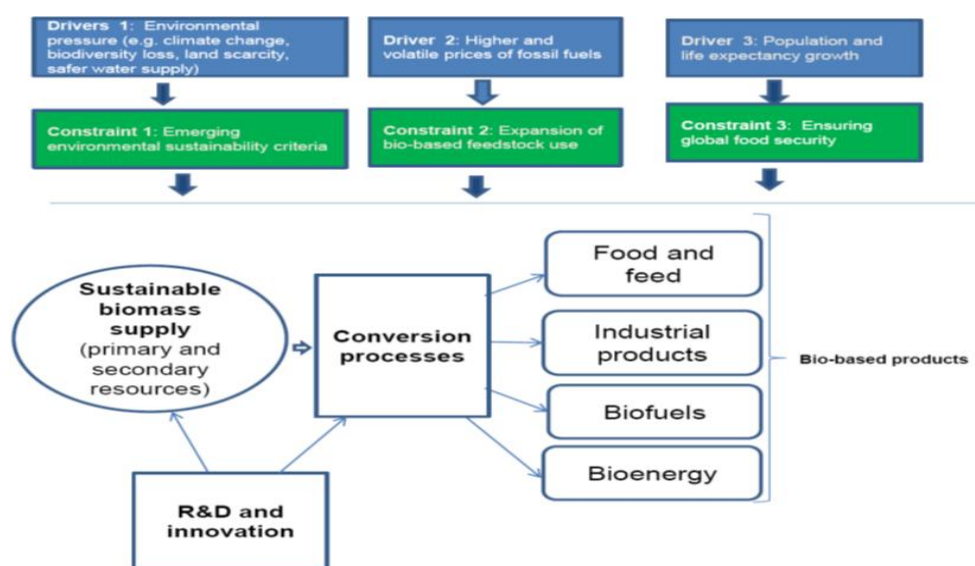 Drivers 1: Environmental
pressure (e.g. climate change,
biodiversity loss, land scarcity,
safer water supply)
Driver 2: Higher and
volatile prices of fossil fuels
Driver 3: Population and
life expectancy growth
Constraint 1: Emerging
environmental sustainability criteria
Constraint 2: Expansion of
bio-based feedstock use
Constraint 3: Ensuring
global food security
Sustainable
biomass
supply
(primary and
secondary
resources)
Conversion
processes
Food and
feed
Industrial
products
Biofuels
Bioenergy
Bio-based products
R&D and
innovation